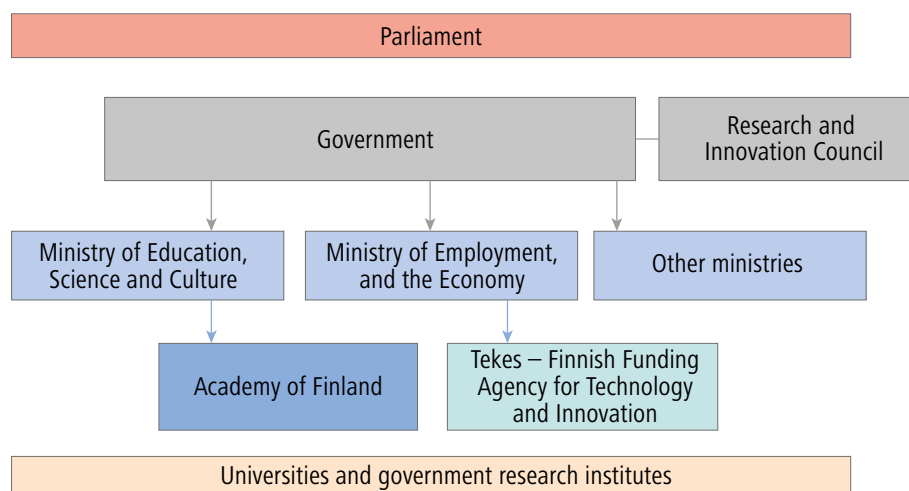 Parliament
Government
Research and
Innovation Council
Ministry of Education,
Science and Culture
Ministry of Employment,
and the Economy
Other ministries
Academy of Finland
Tekes – Finnish Funding
Agency for Technology
and Innovation
Universities and government research institutes